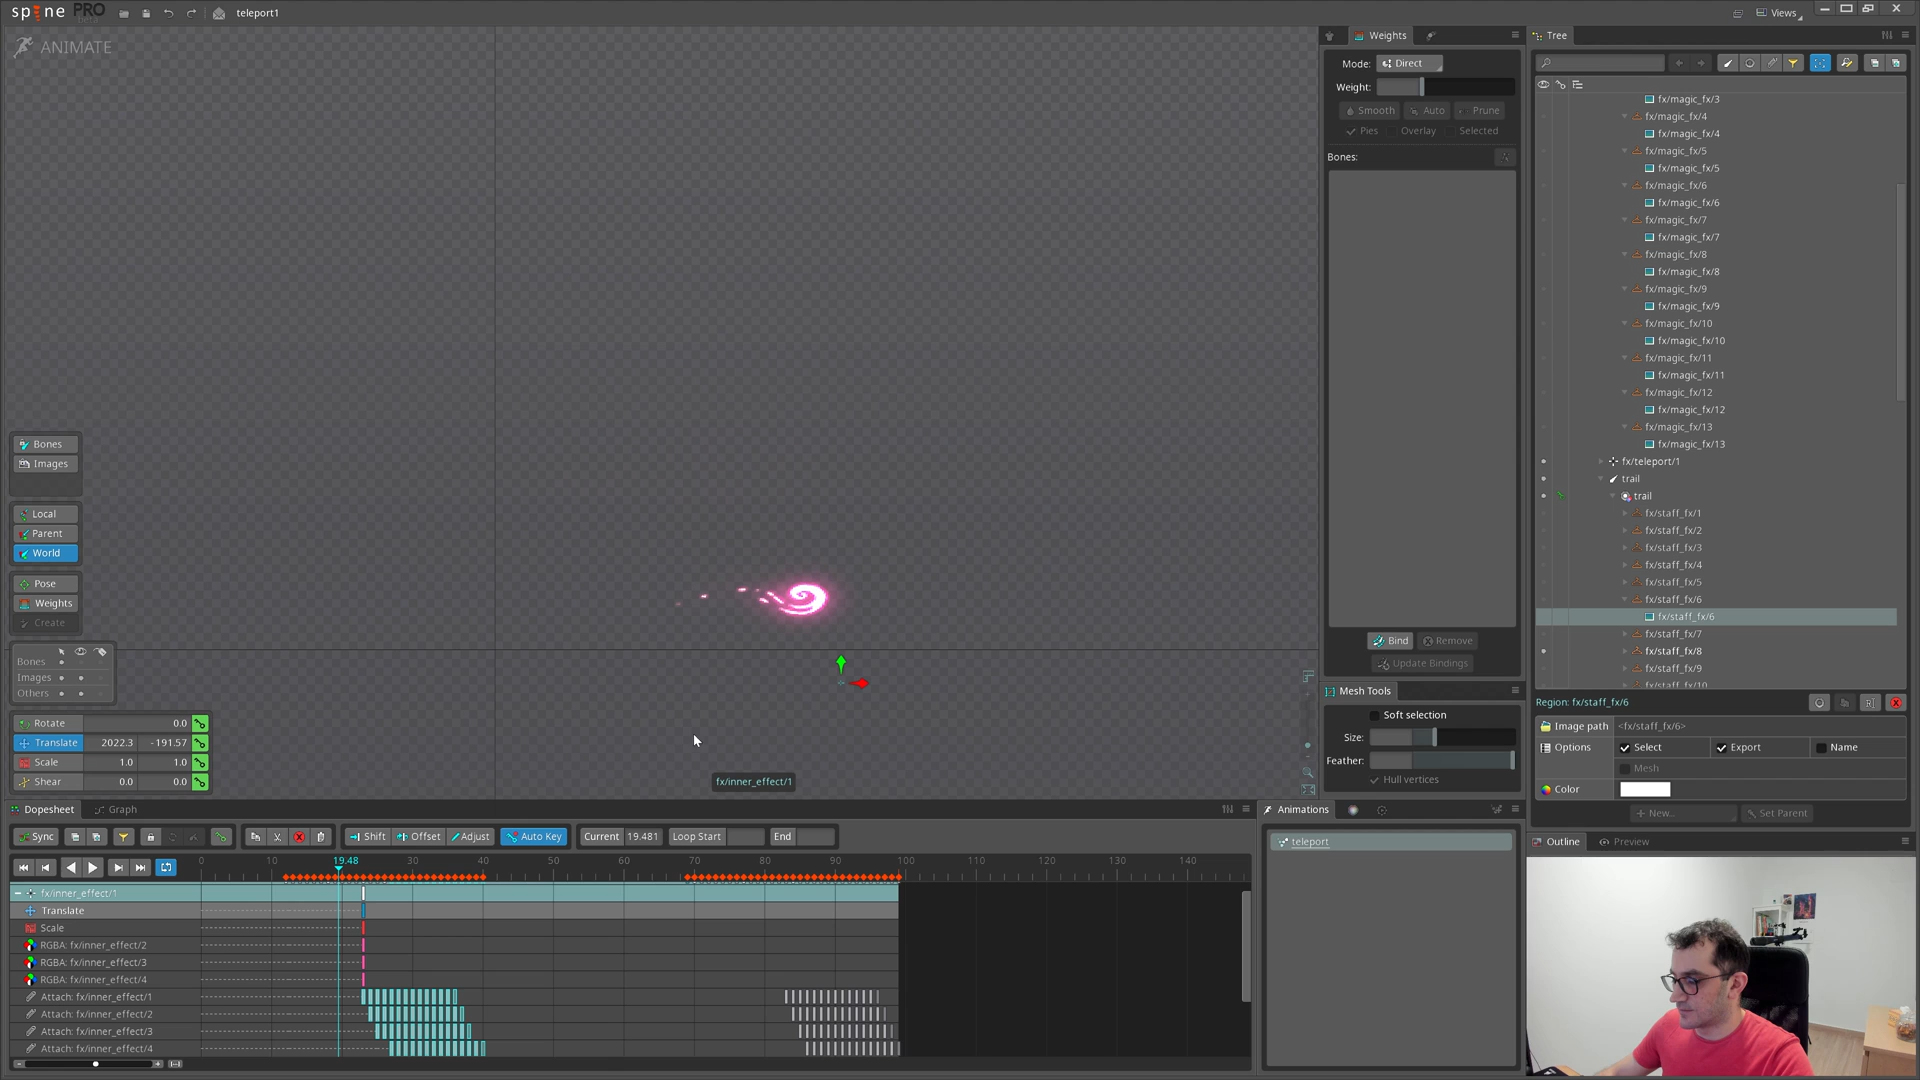 spine PRO beta
teleport1
Views
ANIMATE
Bones
Images
Local
Parent
World
Pose
Weights
Create
Bones
Images
Others
Rotate 0.0
Translate 2022.3 -191.57
Scale 1.0 1.0
Shear 0.0 0.0
fx/inner_effect/1
Weights
Mode: Direct
Weight:
Smooth Auto Prune
Pies Overlay Selected
Bones:
Bind Remove
Update Bindings
Mesh Tools
Soft selection
Size:
Feather:
Hull vertices
Tree
fx/magic_fx/3
fx/magic_fx/4
fx/magic_fx/4
fx/magic_fx/5
fx/magic_fx/5
fx/magic_fx/6
fx/magic_fx/6
fx/magic_fx/7
fx/magic_fx/7
fx/magic_fx/8
fx/magic_fx/8
fx/magic_fx/9
fx/magic_fx/9
fx/magic_fx/10
fx/magic_fx/10
fx/magic_fx/11
fx/magic_fx/11
fx/magic_fx/12
fx/magic_fx/12
fx/magic_fx/13
fx/magic_fx/13
fx/teleport/1
trail
trail
fx/staff_fx/1
fx/staff_fx/2
fx/staff_fx/3
fx/staff_fx/4
fx/staff_fx/5
fx/staff_fx/6
fx/staff_fx/6
fx/staff_fx/7
fx/staff_fx/8
fx/staff_fx/9
fx/staff_fx/10
Region: fx/staff_fx/6
Image path <fx/staff_fx/6>
Options Select Export Name
Mesh
Color
New... Set Parent
Dopesheet Graph
Sync Shift Offset Adjust Auto Key Current 19.481 Loop Start End
0 10 19.48 30 40 50 60 70 80 90 100 110 120 130 140
fx/inner_effect/1
Translate
Scale
RGBA: fx/inner_effect/2
RGBA: fx/inner_effect/3
RGBA: fx/inner_effect/4
Attach: fx/inner_effect/1
Attach: fx/inner_effect/2
Attach: fx/inner_effect/3
Attach: fx/inner_effect/4
Animations
teleport
Outline Preview